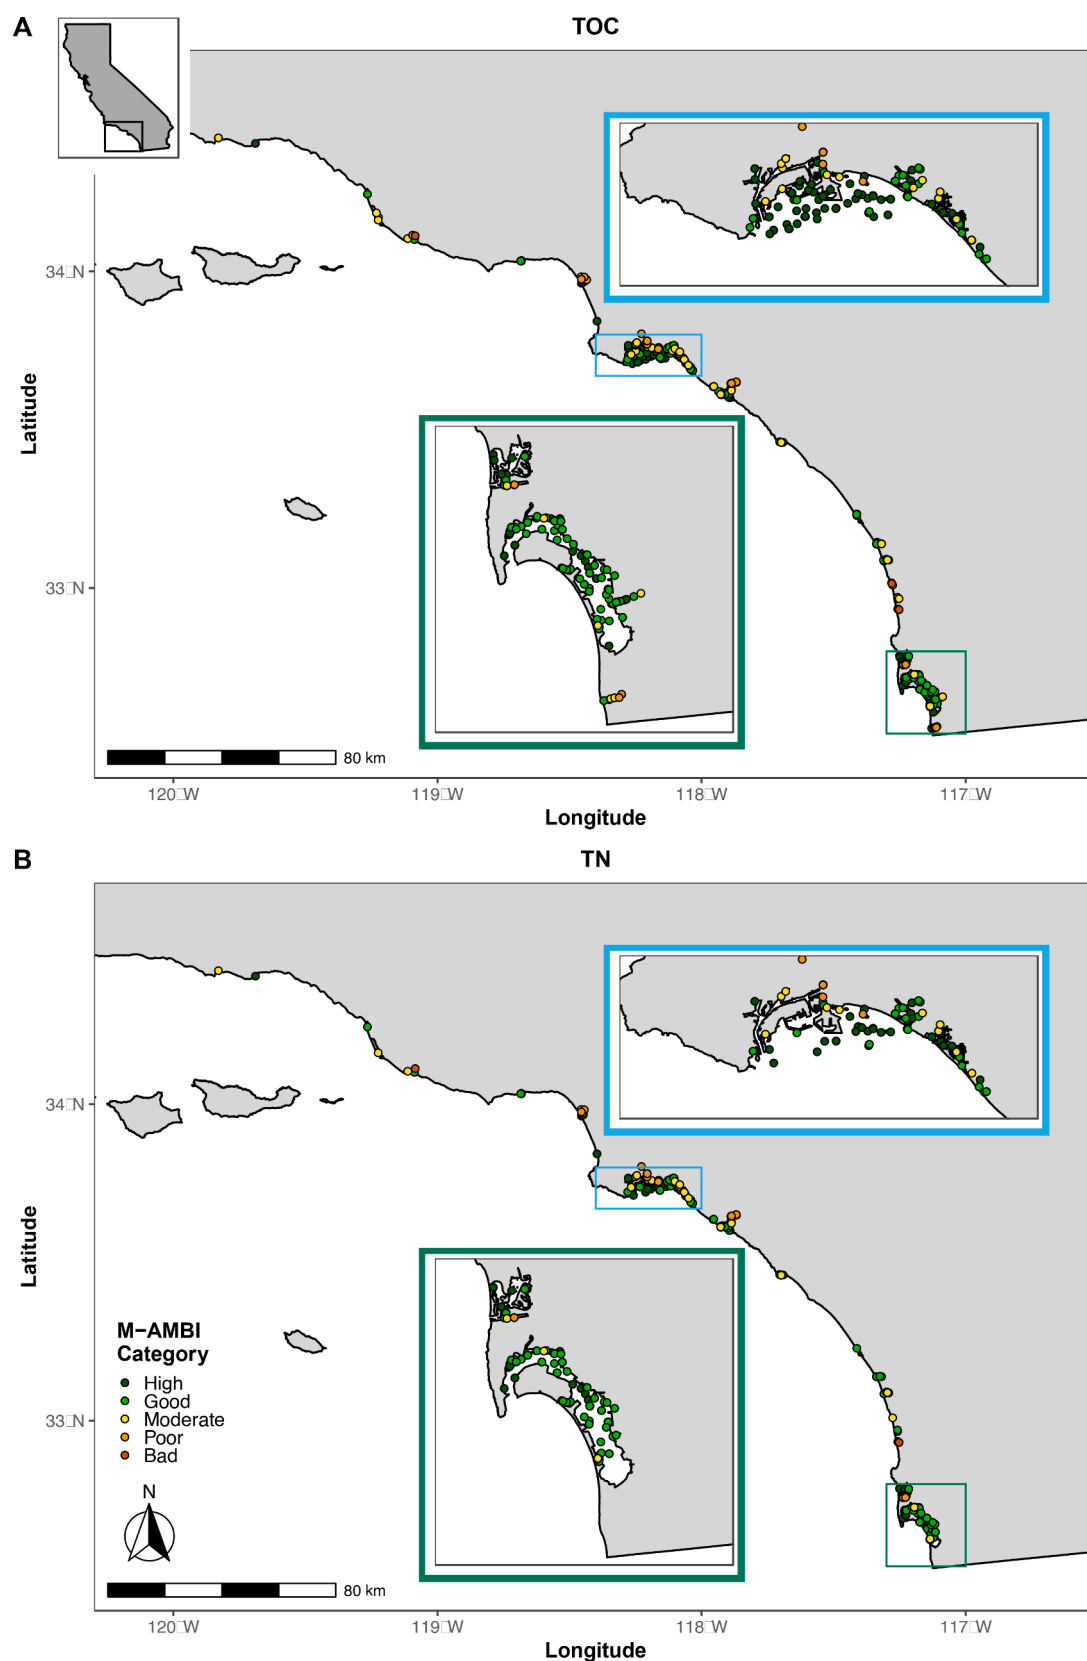 A
TOC
34□N
33□N
Latitude
80 km
120□W
119□W
118□W
117□W
Longitude
B
TN
34□N
33□N
Latitude
M−AMBI
Category
High
Good
Moderate
Poor
Bad
N
80 km
120□W
119□W
118□W
117□W
Longitude